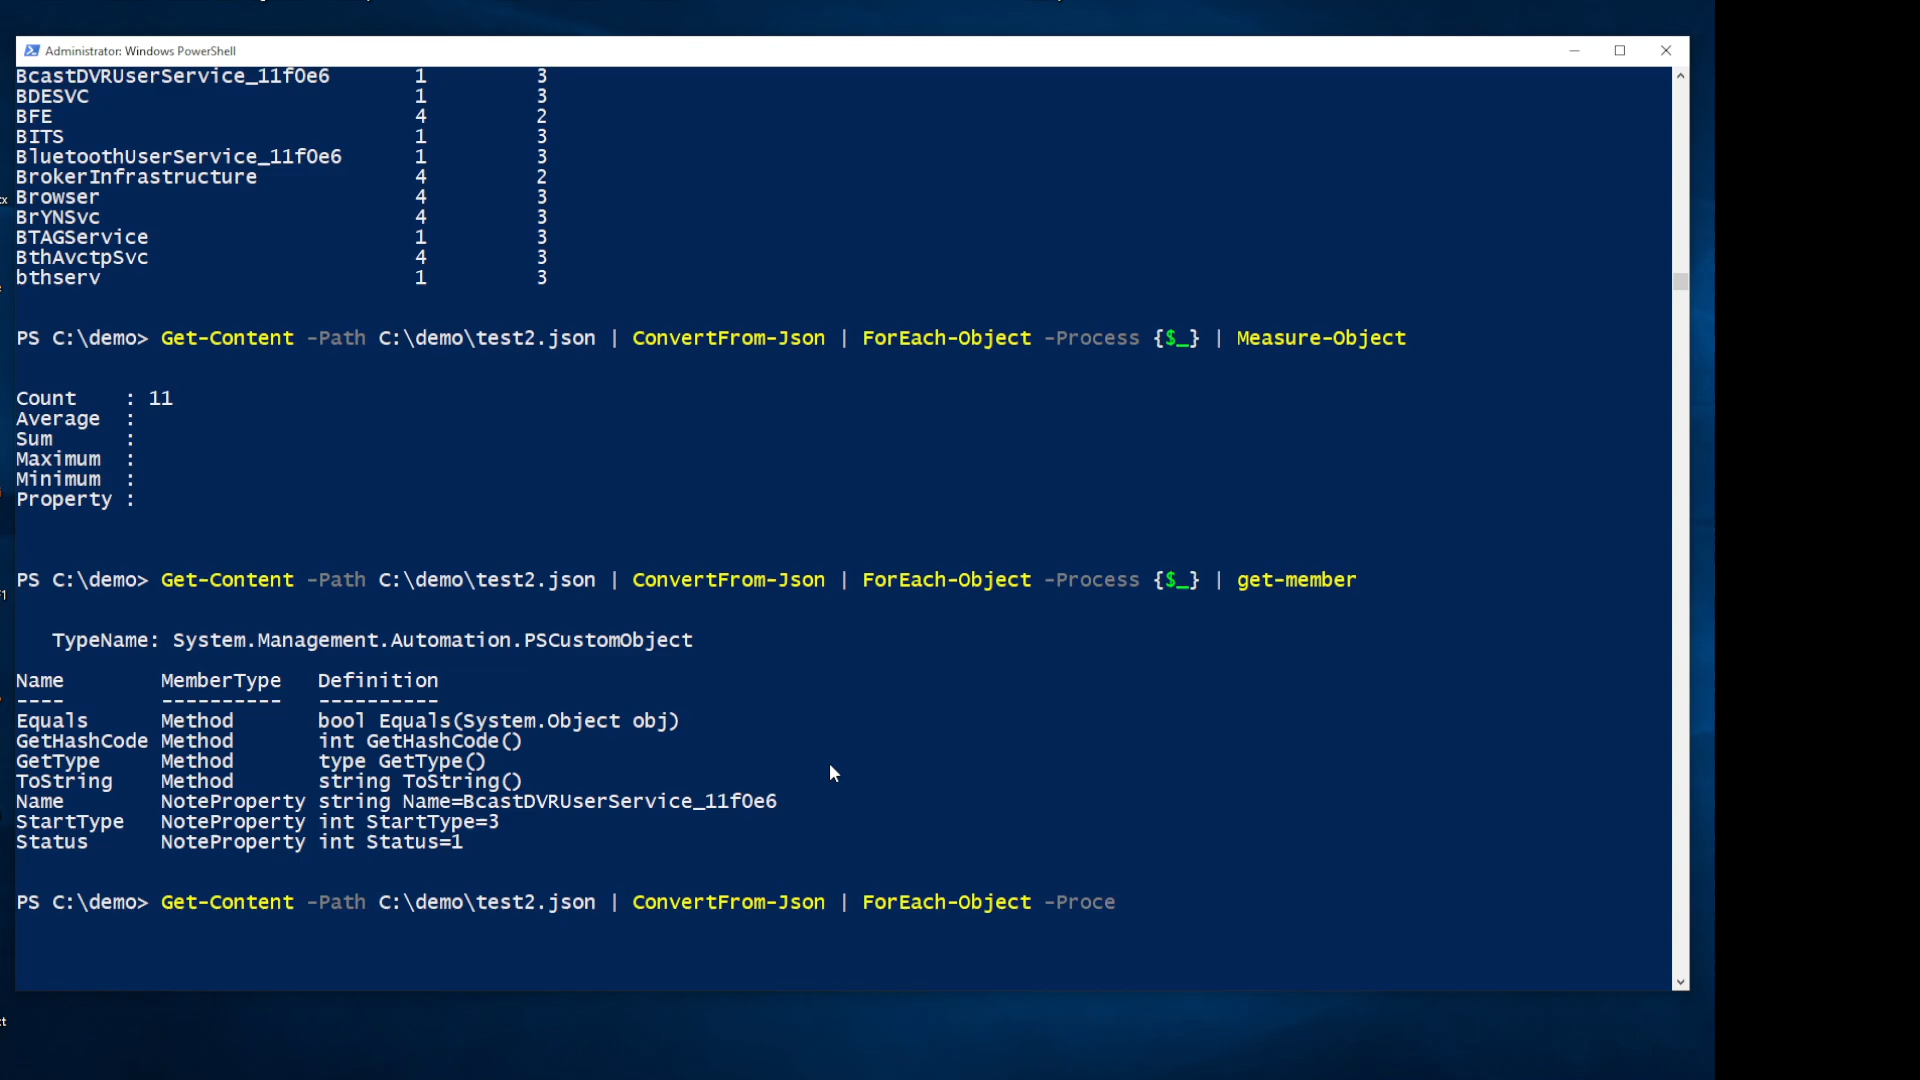 Administrator: Windows PowerShell
BcastDVRUserService_11f0e6 1 3
BDESVC 1 3
BFE 4 2
BITS 1 3
BluetoothUserService_11f0e6 1 3
BrokerInfrastructure 4 2
Browser 4 3
BrYNSvc 4 3
BTAGService 1 3
BthAvctpSvc 4 3
bthserv 1 3
PS C:\demo> Get-Content -Path C:\demo\test2.json | ConvertFrom-Json | ForEach-Object -Process {$_} | Measure-Object
Count : 11
Average :
Sum :
Maximum :
Minimum :
Property :
PS C:\demo> Get-Content -Path C:\demo\test2.json | ConvertFrom-Json | ForEach-Object -Process {$_} | get-member
TypeName: System.Management.Automation.PSCustomObject
Name MemberType Definition
---- ---------- ----------
Equals Method bool Equals(System.Object obj)
GetHashCode Method int GetHashCode()
GetType Method type GetType()
ToString Method string ToString()
Name NoteProperty string Name=BcastDVRUserService_11f0e6
StartType NoteProperty int StartType=3
Status NoteProperty int Status=1
PS C:\demo> Get-Content -Path C:\demo\test2.json | ConvertFrom-Json | ForEach-Object -Proce